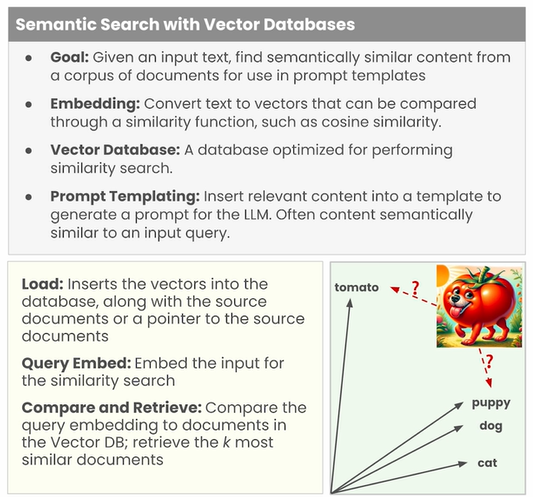 Semantic Search with Vector Databases
● Goal: Given an input text, find semantically similar content from
a corpus of documents for use in prompt templates
● Embedding: Convert text to vectors that can be compared
through a similarity function, such as cosine similarity.
● Vector Database: A database optimized for performing
similarity search.
● Prompt Templating: Insert relevant content into a template to
generate a prompt for the LLM. Often content semantically
similar to an input query.
Load: Inserts the vectors into the
database, along with the source
documents or a pointer to the source
documents
Query Embed: Embed the input for
the similarity search
Compare and Retrieve: Compare the
query embedding to documents in
the Vector DB; retrieve the k most
similar documents
tomato
?
?
puppy
dog
cat